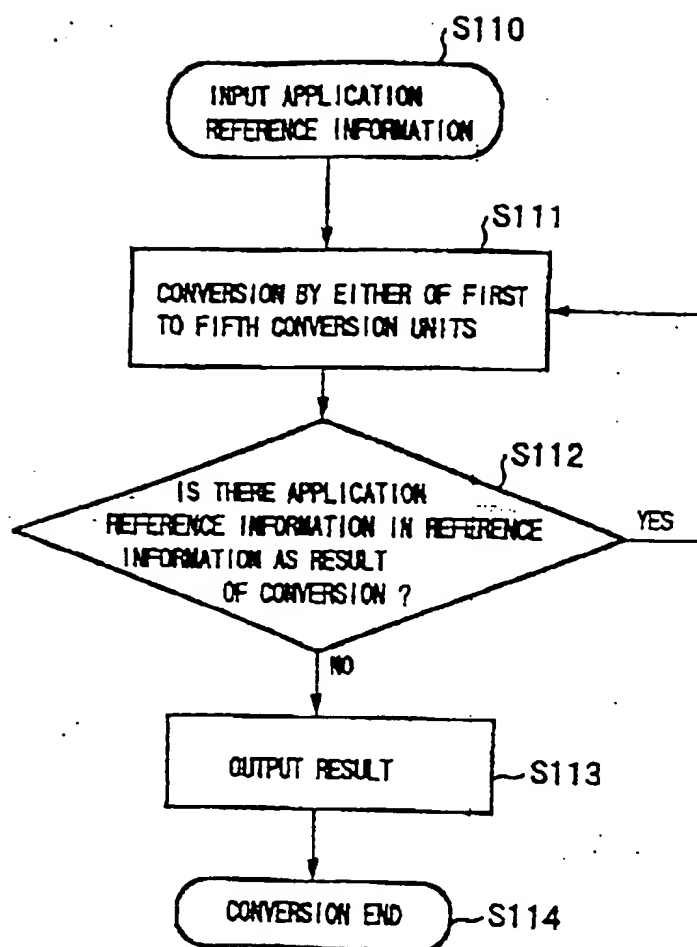 S110
INPUT APPLICATION
REFERENCE INFORMATION
S111
CONVERSION BY EITHER OF FIRST
TO FIFTH CONVERSION UNITS
S112
IS THERE APPLICATION
REFERENCE INFORMATION IN REFERENCE
INFORMATION AS RESULT
OF CONVERSION ?
YES
NO
OUTPUT RESULT
S113
CONVERSION END
S114